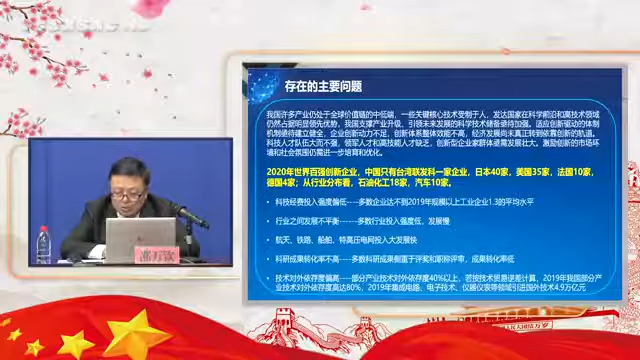 存在的主要问题
我国许多产业仍处于全球价值链的中低端，一些关键核心技术受制于人，发达国家在科学前沿和高技术领域
仍然占据明显领先优势，我国支撑产业升级、引领未来发展的科学技术储备亟待加强。适应创新驱动的体制
机制亟待建立健全，企业创新动力不足，创新体系整体效能不高，经济发展尚未真正转到依靠创新的轨道。
科技人才队伍大而不强，领军人才和高技能人才缺乏，创新型企业家群体亟需发展壮大。激励创新的市场环
境和社会氛围仍需进一步培育和优化。
2020年世界百强创新企业，中国只有台湾联发科一家企业，日本40家，美国35家，法国10家，
德国4家；从行业分布看，石油化工18家，汽车10家。
• 科技经费投入强度偏低----多数企业达不到2019年规模以上工业企业1.3的平均水平
• 行业之间发展不平衡-----多数行业投入强度低、发展慢
• 航天、铁路、船舶、特高压电网投入大发展快
• 科研成果转化率不高---多数科研成果侧重于评奖和职称评审，成果转化率低
• 技术对外依存度偏高----部分产业技术对外依存度40%以上，若按技术贸易逆差计算，2019年我国部分产
业技术对外依存度高达80%，2019年集成电路、电子技术、仪器仪表等领域引进国外技术4.9万亿元